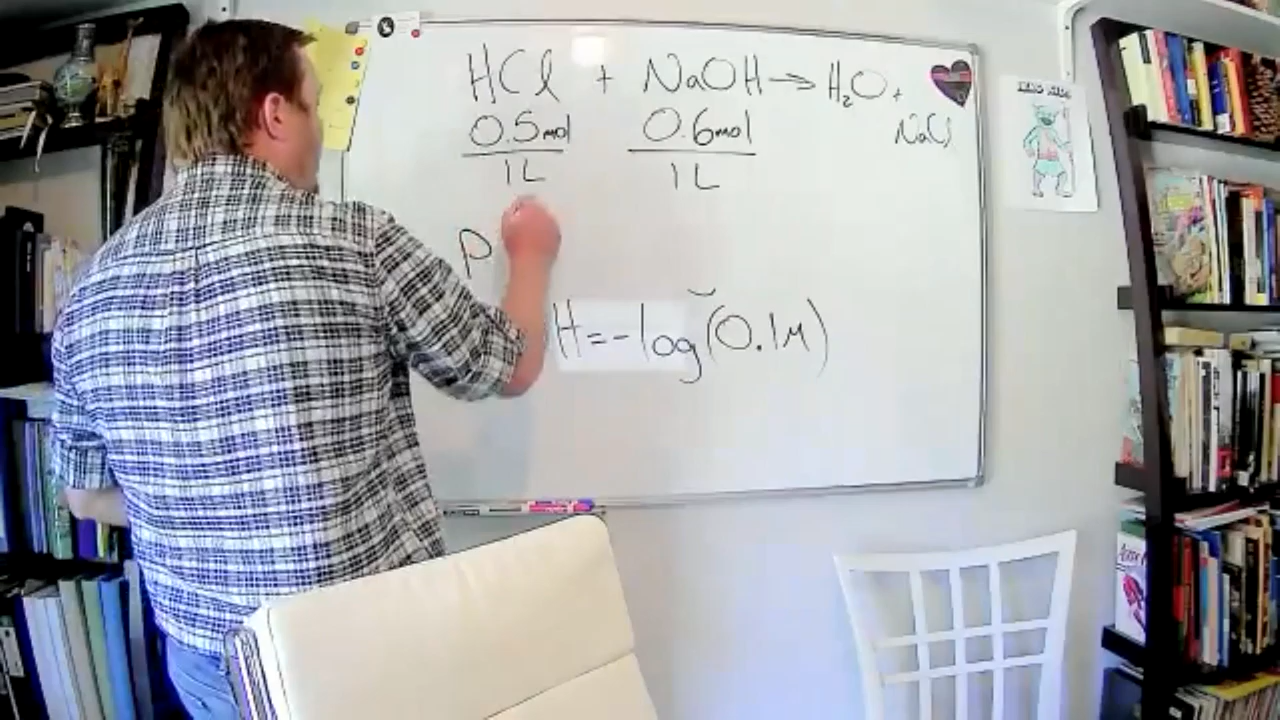 HCl + NaOH → H₂O +
NaCl
0.5mol 0.6mol
1L 1L
P
H=-log(0.1M)